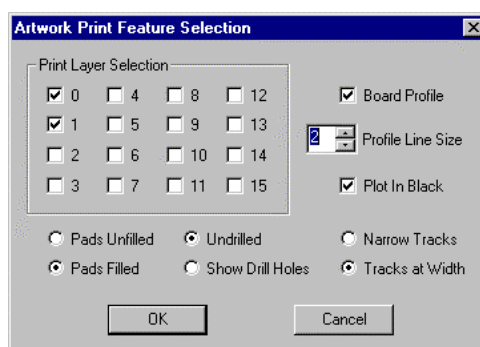 Artwork Print Feature Selection
Print Layer Selection
0 4 8 12
1 5 9 13
2 6 10 14
3 7 11 15
Board Profile
2 Profile Line Size
Plot In Black
Pads Unfilled Undrilled Narrow Tracks
Pads Filled Show Drill Holes Tracks at Width
OK Cancel